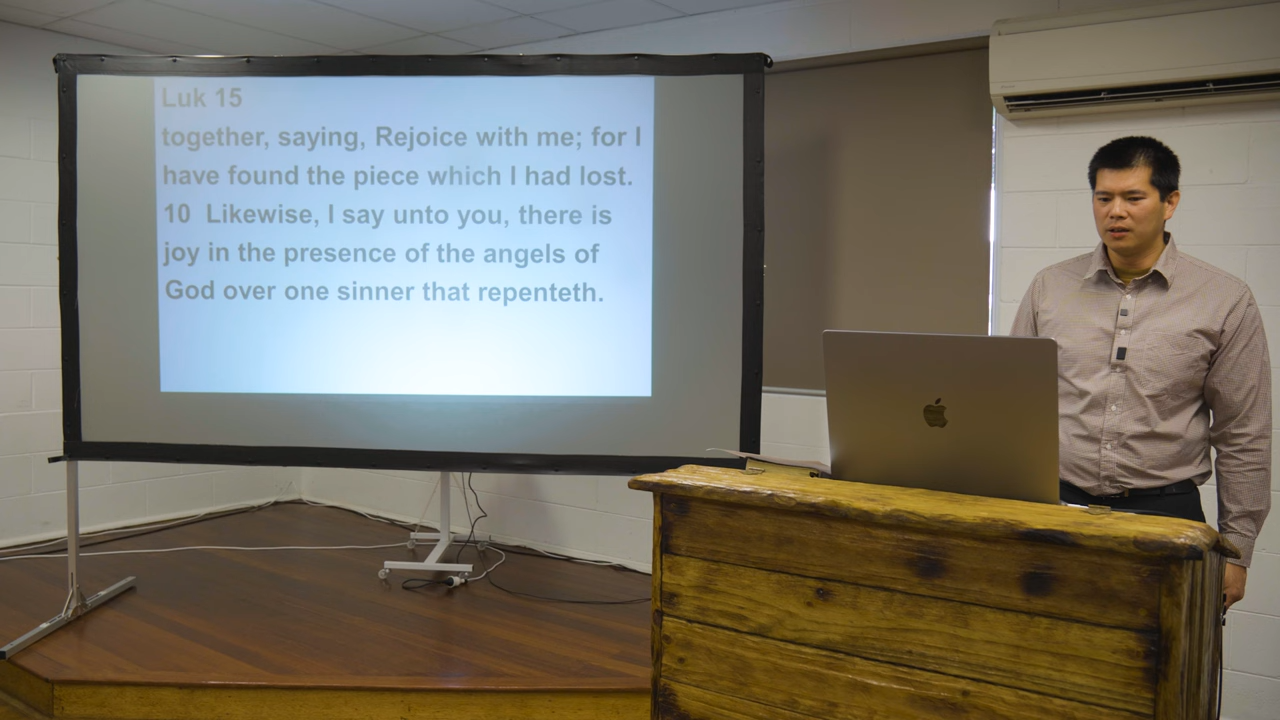 Luk 15
together, saying, Rejoice with me; for I
have found the piece which I had lost.
10 Likewise, I say unto you, there is
joy in the presence of the angels of
God over one sinner that repenteth.